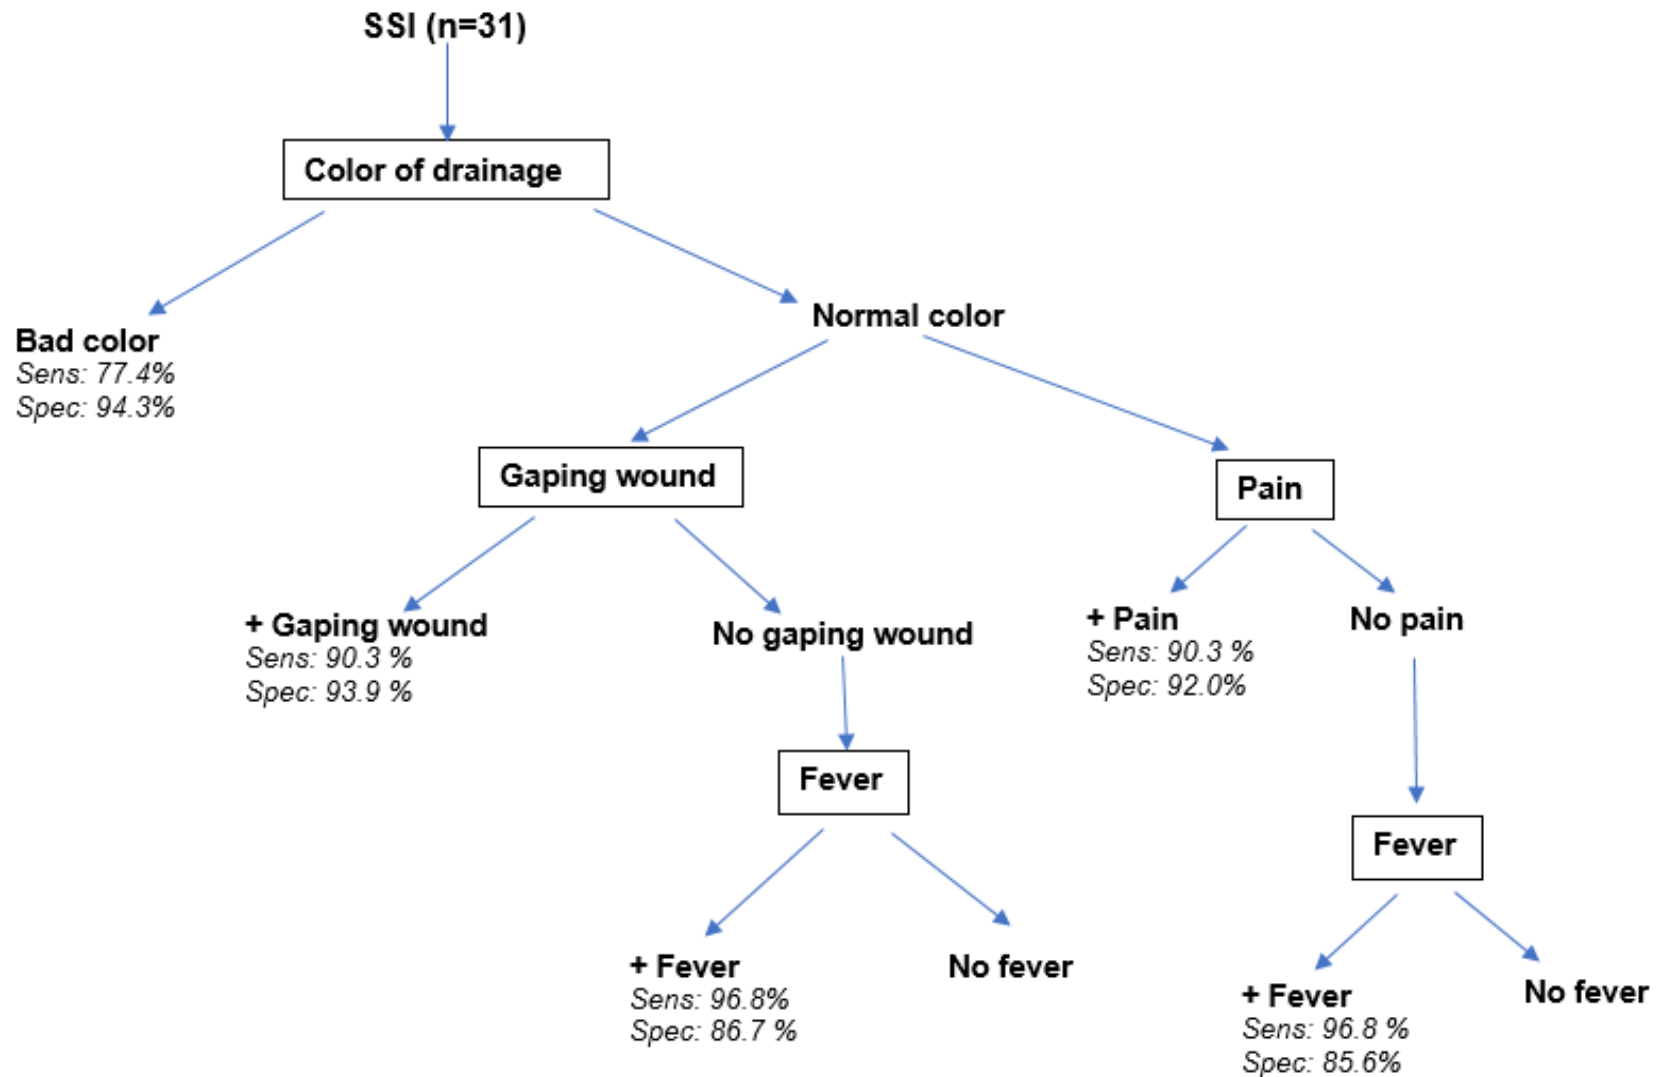 SSI (n=31)
Color of drainage
Bad color
Sens: 77.4%
Spec: 94.3%
Normal color
Gaping wound
Pain
+ Gaping wound
Sens: 90.3 %
Spec: 93.9 %
No gaping wound
+ Pain
Sens: 90.3 %
Spec: 92.0%
No pain
Fever
Fever
+ Fever
Sens: 96.8%
Spec: 86.7 %
No fever
+ Fever
Sens: 96.8 %
Spec: 85.6%
No fever